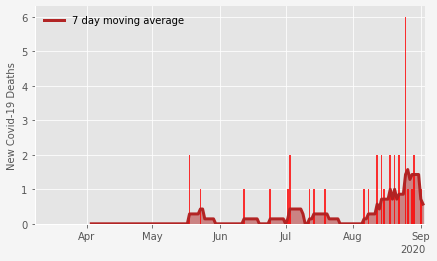 7 day moving average
New Covid-19 Deaths
6
5
4
3
2
1
0
Apr
May
Jun
Jul
Aug
Sep
2020